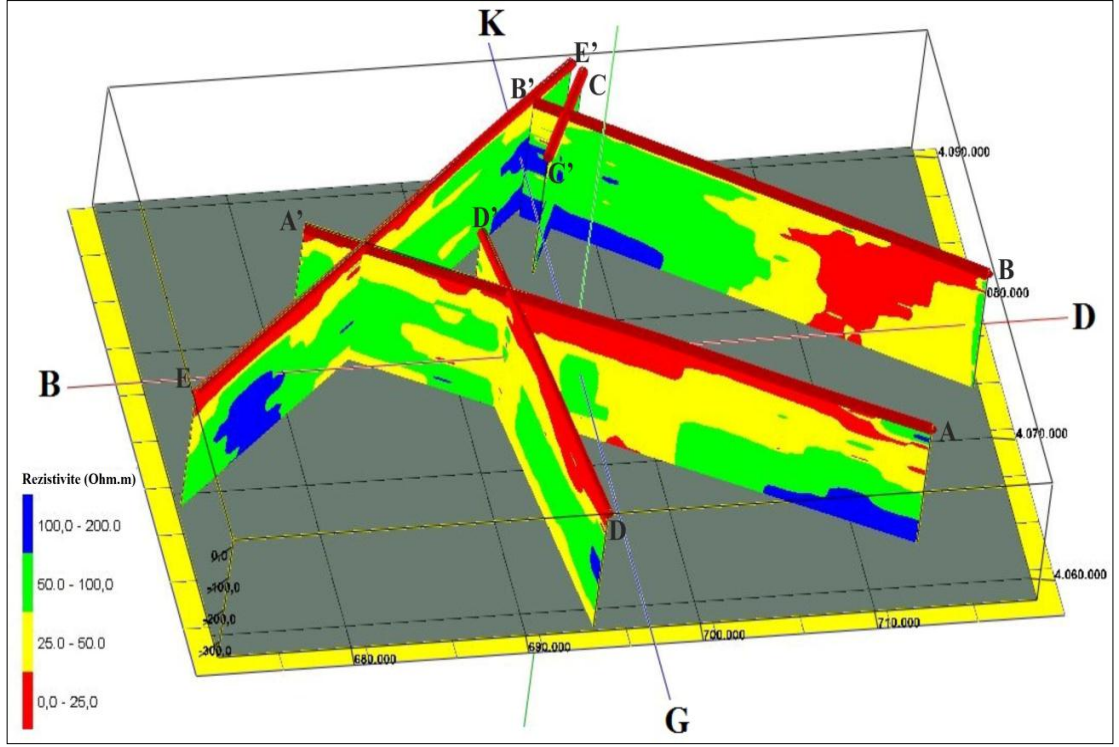 K
E'
B'
C
4.090.000
C'
A'
D'
B
080.000
D
B
E
A
4.070.000
Rezistivite (Ohm.m)
100,0 - 200.0
50.0 - 100,0
25.0 - 50.0
0,0 - 25,0
D
0,0
-100,0
-200,0
-300,0
4.060.000
680.000
690.000
700.000
710.000
G